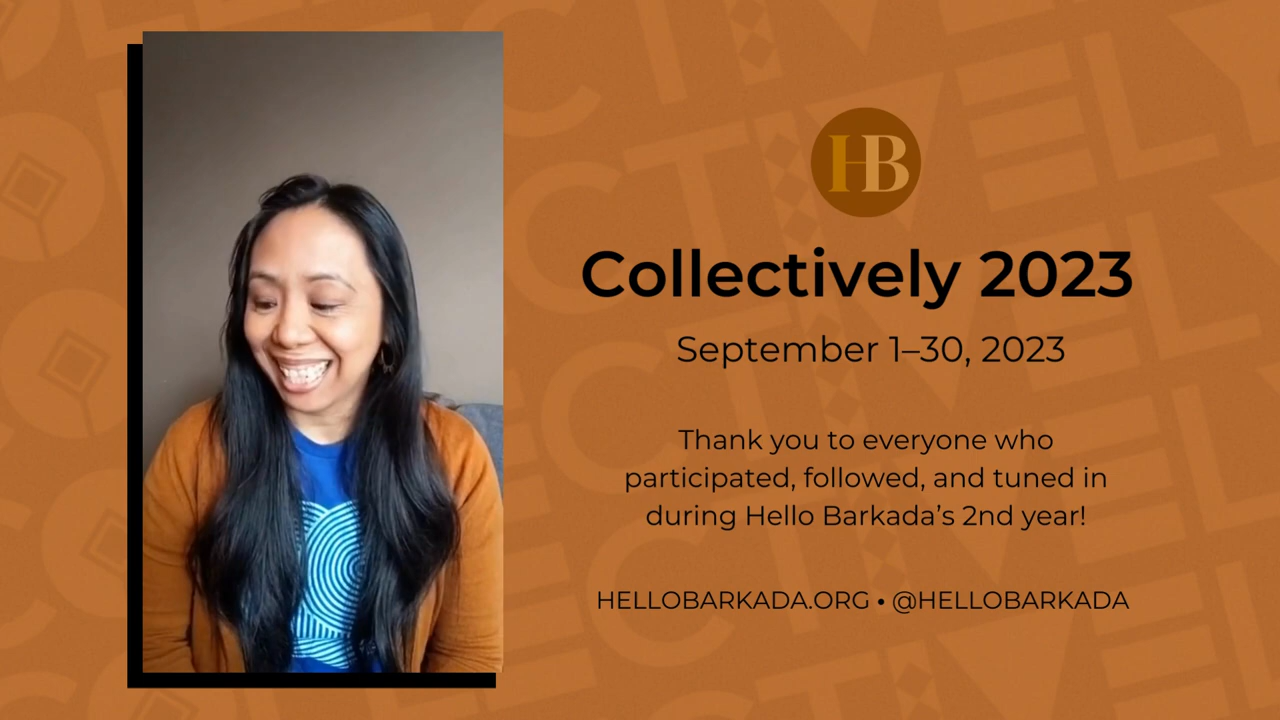 HB
Collectively 2023
September 1–30, 2023
Thank you to everyone who
participated, followed, and tuned in
during Hello Barkada’s 2nd year!
HELLOBARKADA.ORG • @HELLOBARKADA